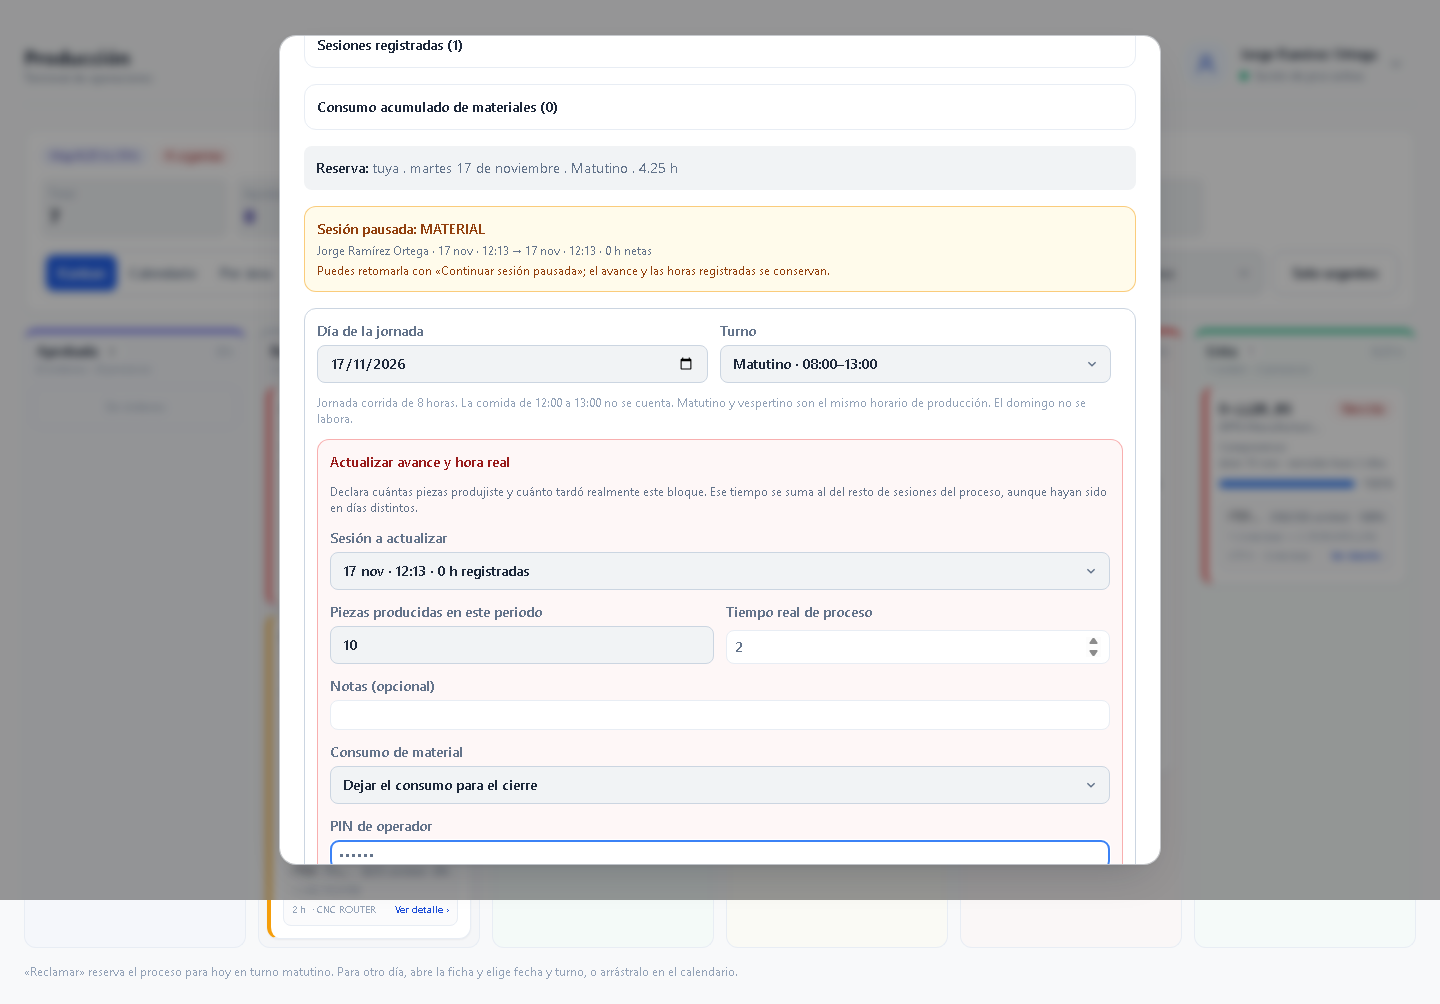 Producción
Jorge Ramírez Ortega
Sesiones registradas (1)
Consumo acumulado de materiales (0)
Reserva: tuya . martes 17 de noviembre . Matutino . 4.25 h
Sesión pausada: MATERIAL
Jorge Ramírez Ortega · 17 nov · 12:13 → 17 nov · 12:13 · 0 h netas
Puedes retomarla con «Continuar sesión pausada»; el avance y las horas registradas se conservan.
Día de la jornada
Turno
17/11/2026
Matutino · 08:00–13:00
Jornada corrida de 8 horas. La comida de 12:00 a 13:00 no se cuenta. Matutino y vespertino son el mismo horario de producción. El domingo no se
labora.
Actualizar avance y hora real
Declara cuántas piezas produjiste y cuánto tardó realmente este bloque. Ese tiempo se suma al del resto de sesiones del proceso, aunque hayan sido
en días distintos.
Sesión a actualizar
17 nov · 12:13 · 0 h registradas
Piezas producidas en este periodo
Tiempo real de proceso
10
2
Notas (opcional)
Consumo de material
Dejar el consumo para el cierre
PIN de operador
••••••
2 h · CNC ROUTER
Ver detalle ›
«Reclamar» reserva el proceso para hoy en turno matutino. Para otro día, abre la ficha y elige fecha y turno, o arrástralo en el calendario.